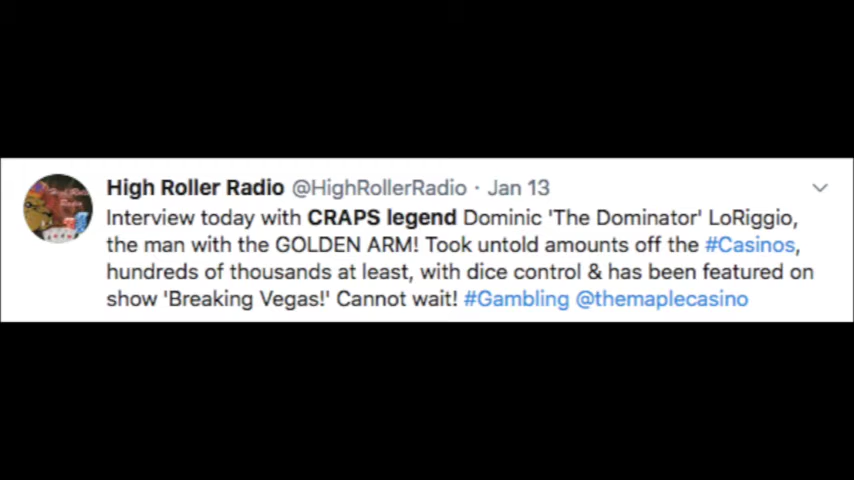 High Roller Radio @HighRollerRadio · Jan 13
Interview today with CRAPS legend Dominic 'The Dominator' LoRiggio,
the man with the GOLDEN ARM! Took untold amounts off the #Casinos,
hundreds of thousands at least, with dice control & has been featured on
show 'Breaking Vegas!' Cannot wait! #Gambling @themaplecasino